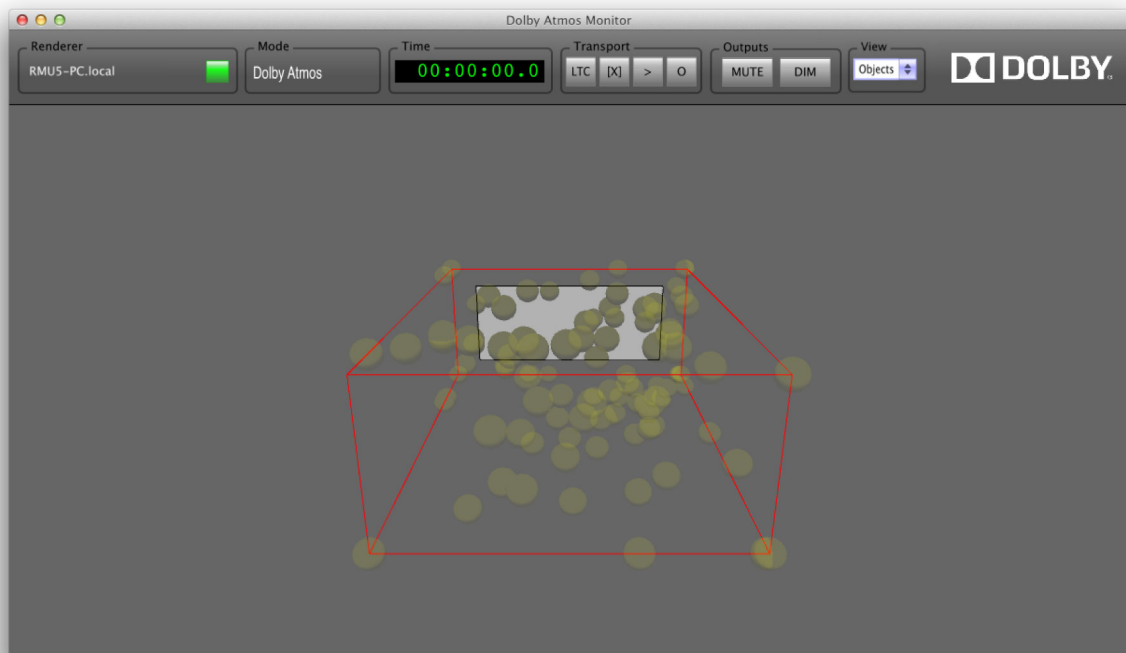 Dolby Atmos Monitor
Renderer
RMU5-PC.local
Mode
Dolby Atmos
Time
00:00:00.0
Transport
LTC [X] > O
Outputs
MUTE DIM
View
Objects
DOLBY